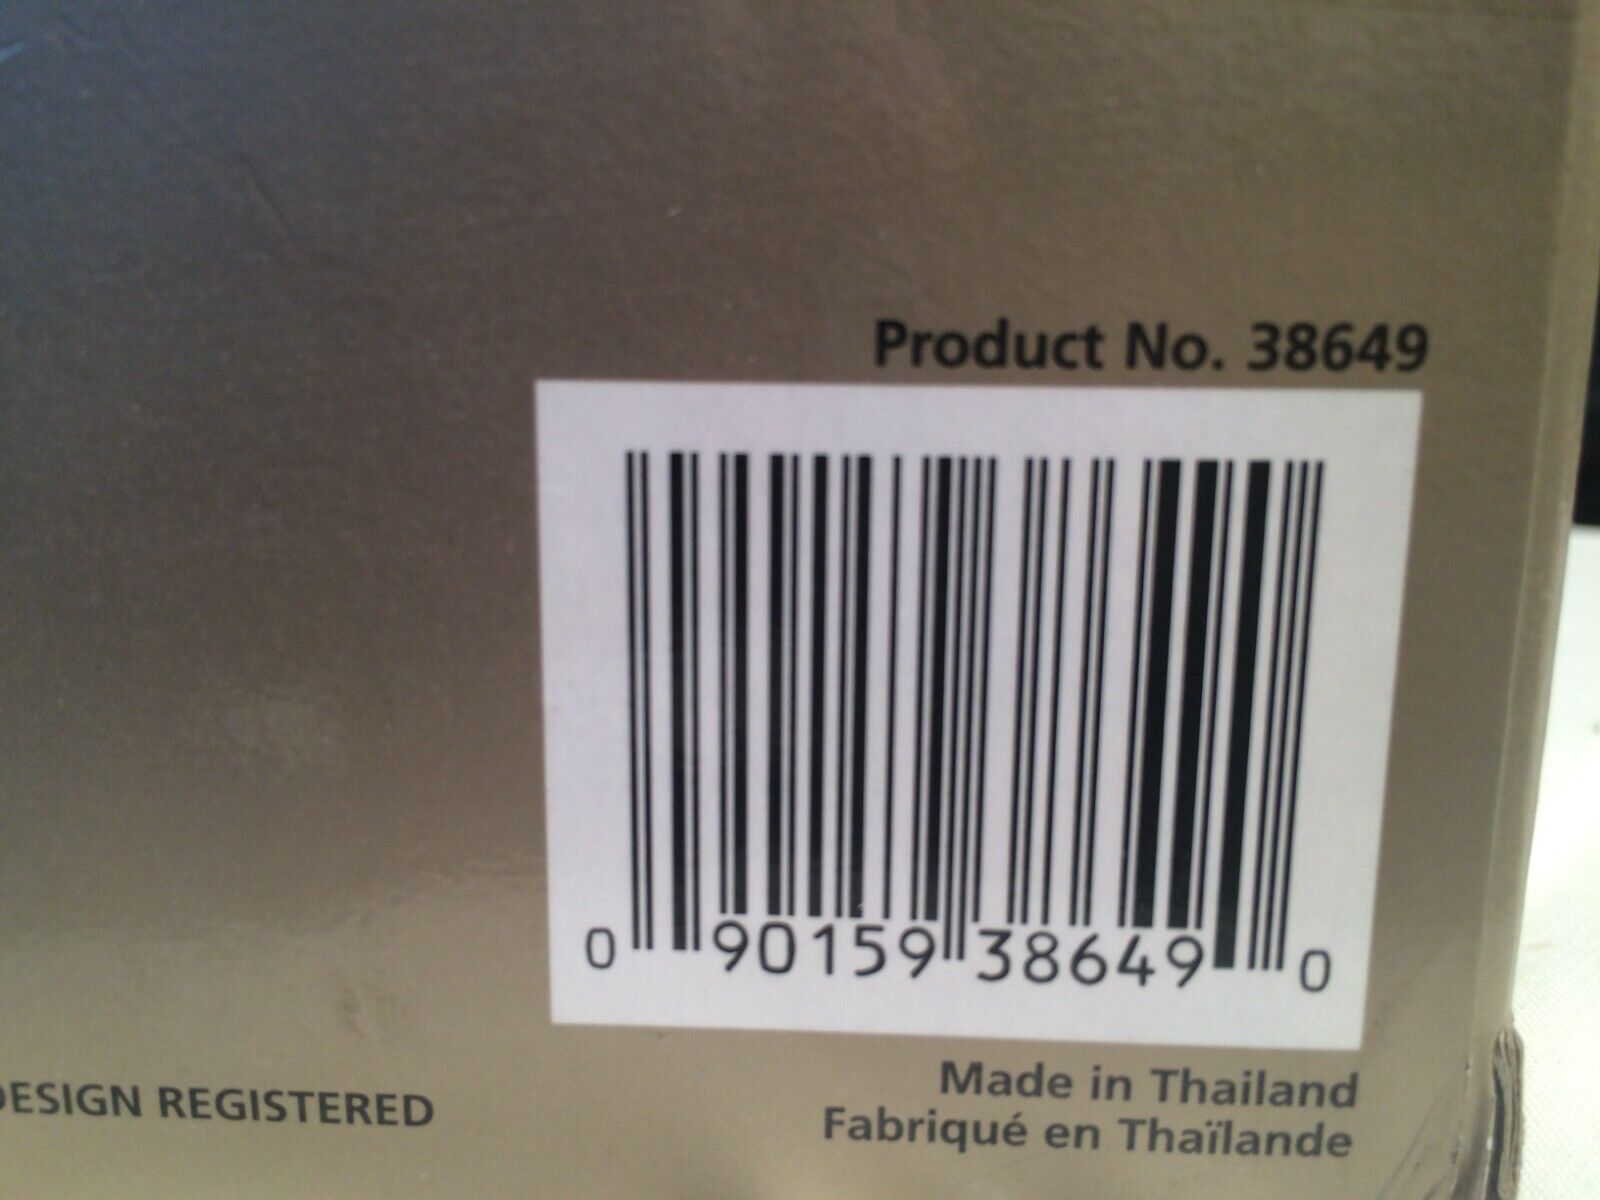 Product No. 38649
0 90159 38649 0
DESIGN REGISTERED
Made in Thailand
Fabriqué en Thaïlande